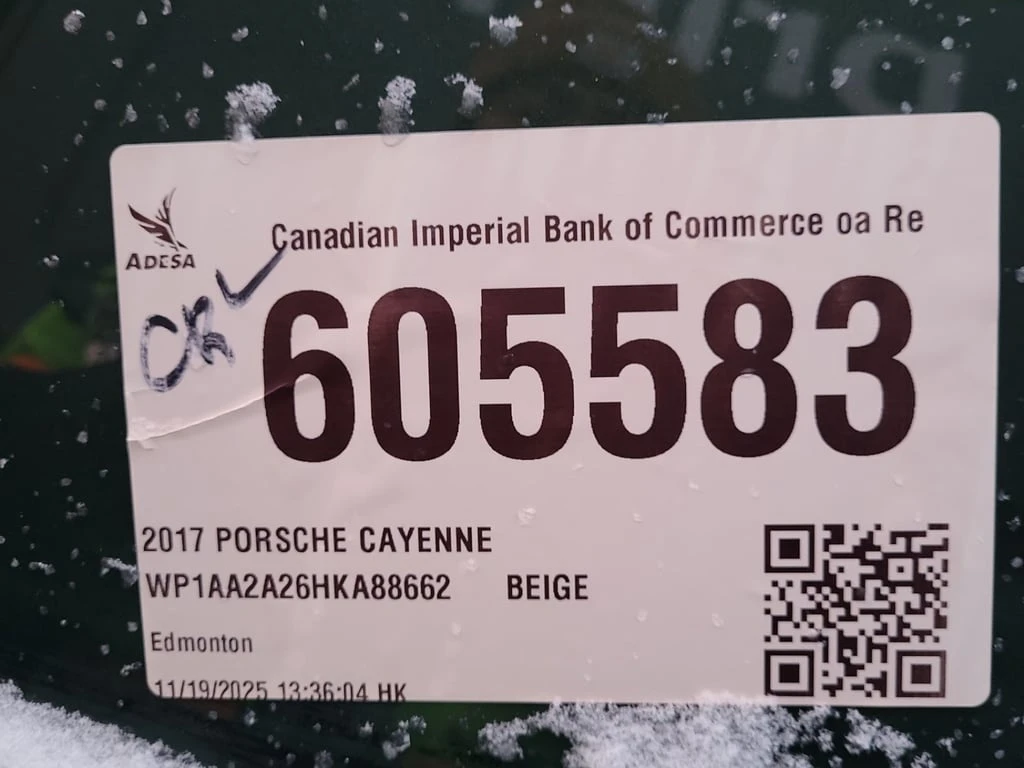 ADESA
Canadian Imperial Bank of Commerce oa Re
CR ✓
605583
2017 PORSCHE CAYENNE
WP1AA2A26HKA88662 BEIGE
Edmonton
11/19/2025 13:36:04 HK